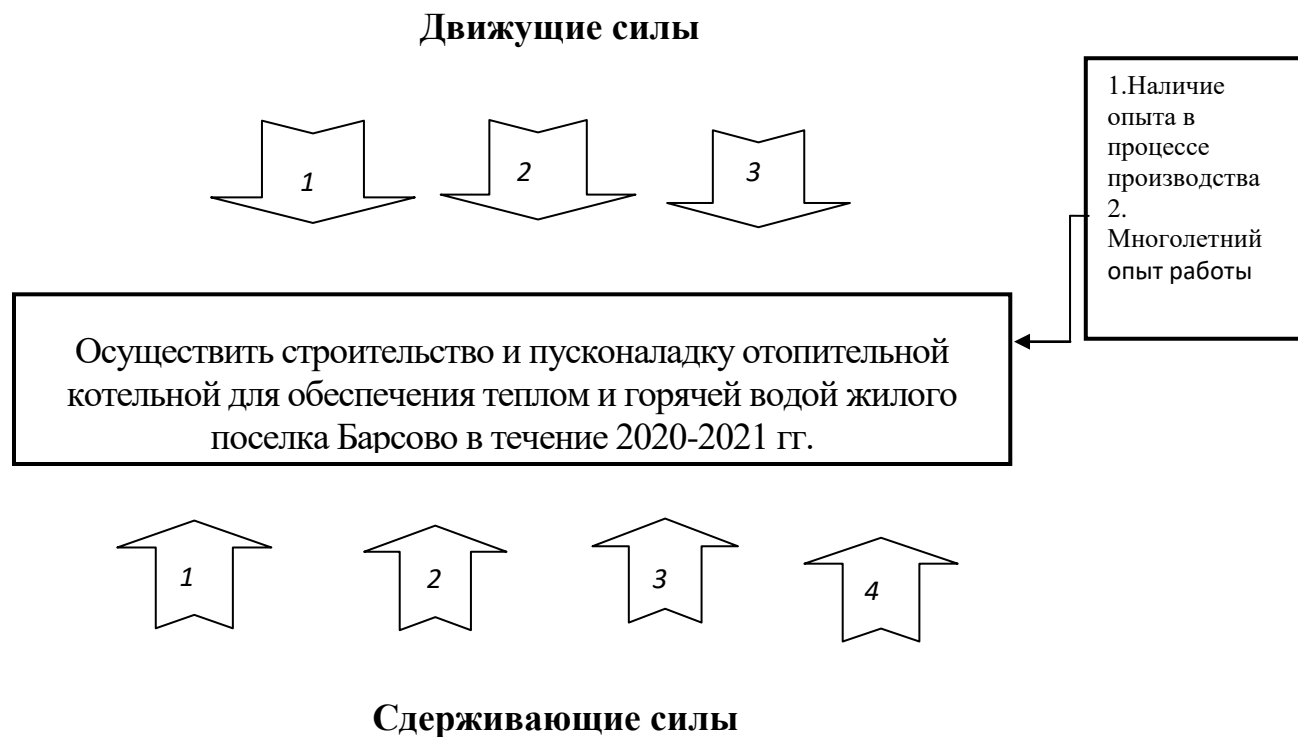 Движущие силы
1.Наличие
опыта в
процессе
производства
2.
Многолетний
опыт работы
1
2
3
Осуществить строительство и пусконаладку отопительной
котельной для обеспечения теплом и горячей водой жилого
поселка Барсово в течение 2020-2021 гг.
1
2
3
4
Сдерживающие силы